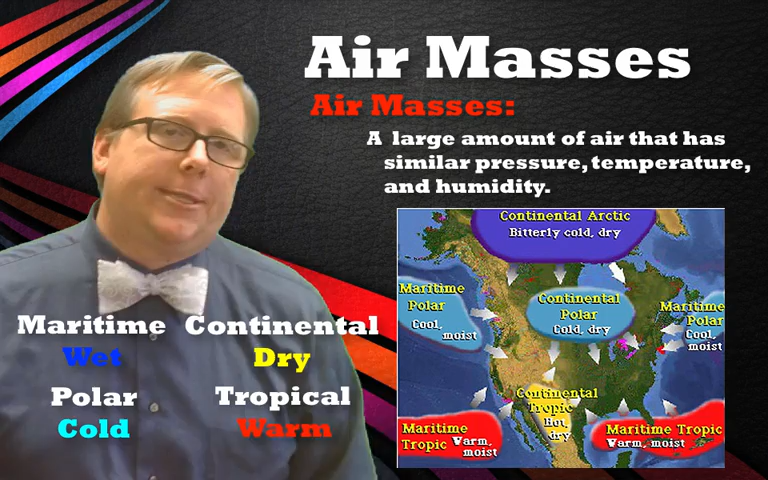 Air Masses
Air Masses:
A large amount of air that has
similar pressure, temperature,
and humidity.
Maritime
Wet
Continental
Dry
Polar
Cold
Tropical
Warm
Continental Arctic
Bitterly cold, dry
Maritime
Polar
Cool,
moist
Continental
Polar
Cold, dry
Maritime
Polar
Cool,
moist
Continental
Tropic
Hot,
dry
Maritime
Tropic
Warm,
moist
Maritime Tropic
Warm, moist